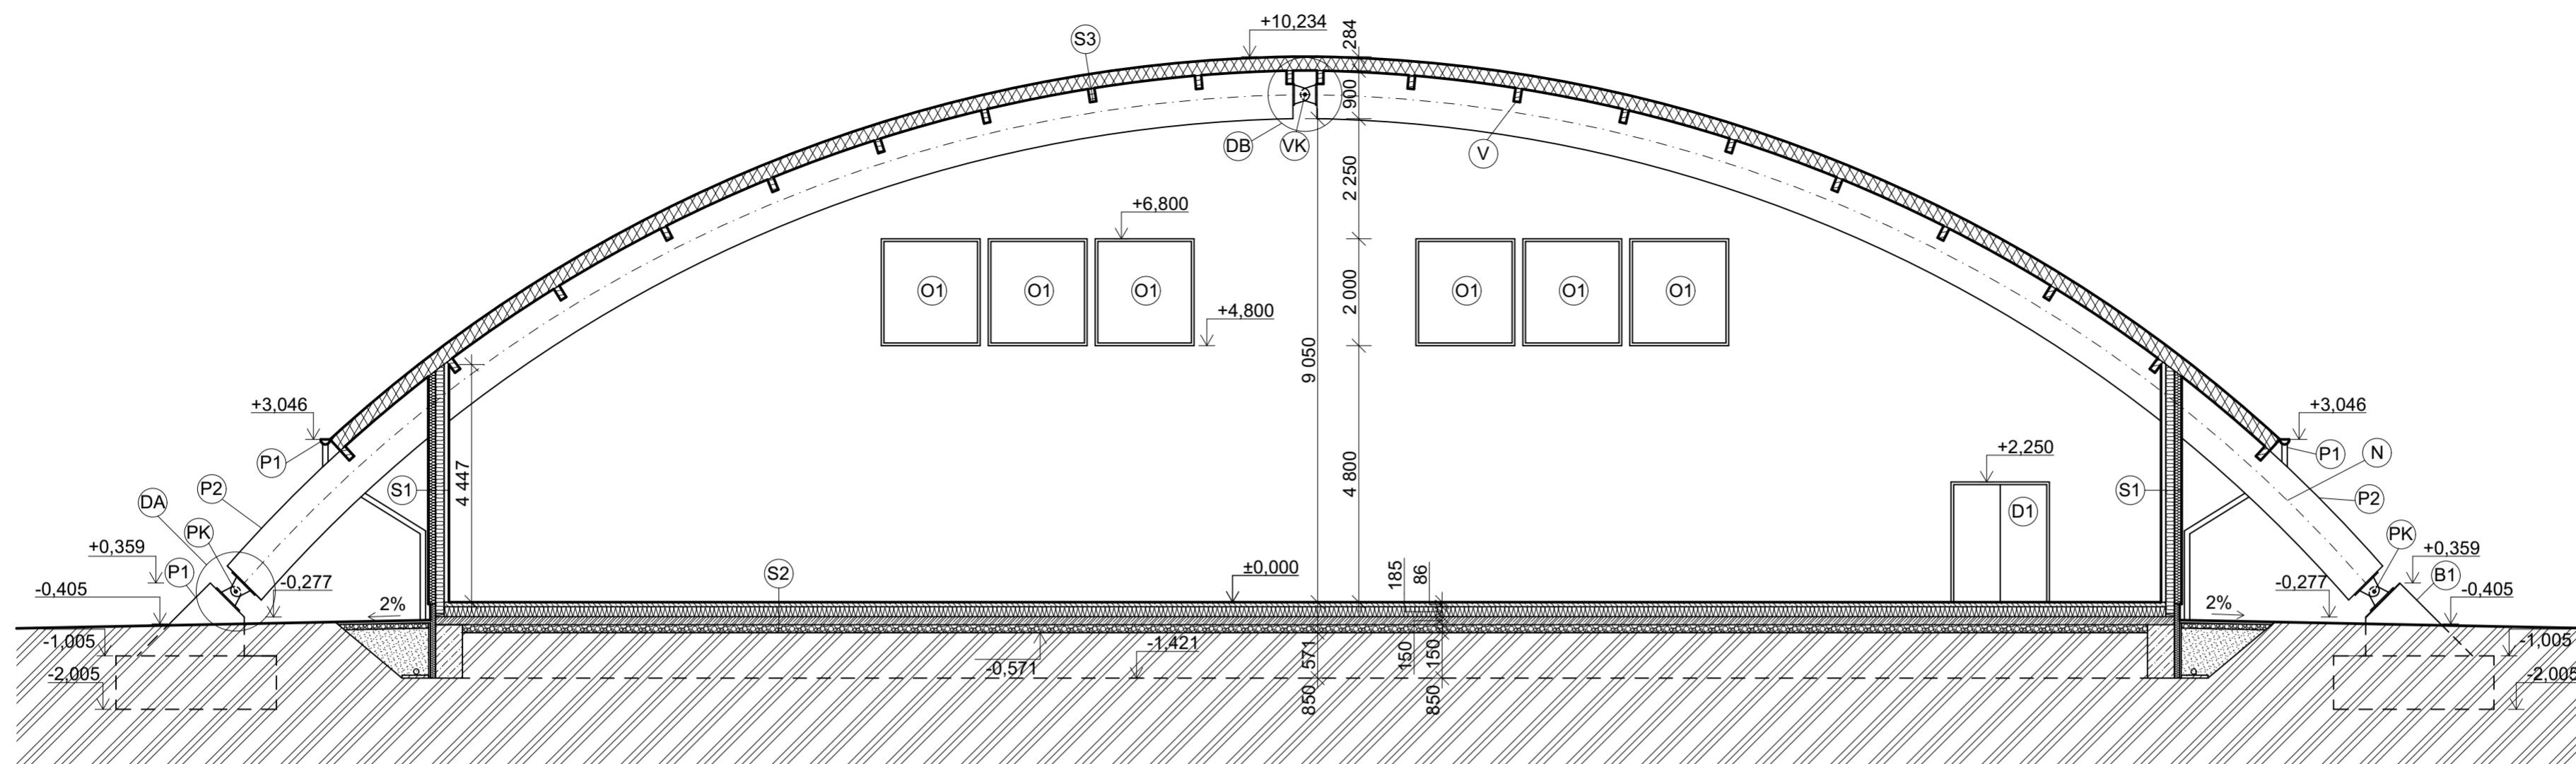 +10,234
284
S3
900
DB
VK
V
2 250
+6,800
O1
O1
O1
O1
O1
O1
2 000
+4,800
9 050
+3,046
+3,046
P1
P1
N
4 447
4 800
+2,250
S1
S1
P2
P2
DA
D1
PK
PK
+0,359
+0,359
P1
B1
-0,405
-0,277
S2
±0,000
185
86
-0,277
-0,405
2%
2%
-1,005
-1,421
-1,005
-0,571
571
150
150
-2,005
-2,005
850
850